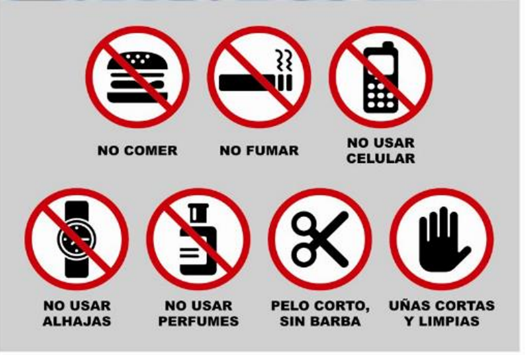 NO COMER
NO FUMAR
NO USAR
CELULAR
NO USAR
ALHAJAS
NO USAR
PERFUMES
PELO CORTO,
SIN BARBA
UÑAS CORTAS
Y LIMPIAS